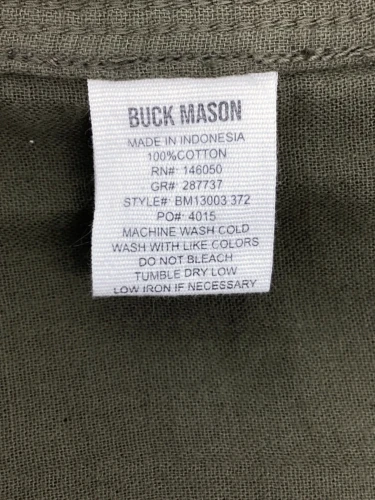 BUCK MASON
MADE IN INDONESIA
100%COTTON
RN#: 146050
GR#: 287737
STYLE#: BM13003 372
PO#: 4015
MACHINE WASH COLD
WASH WITH LIKE COLORS
DO NOT BLEACH
TUMBLE DRY LOW
LOW IRON IF NECESSARY